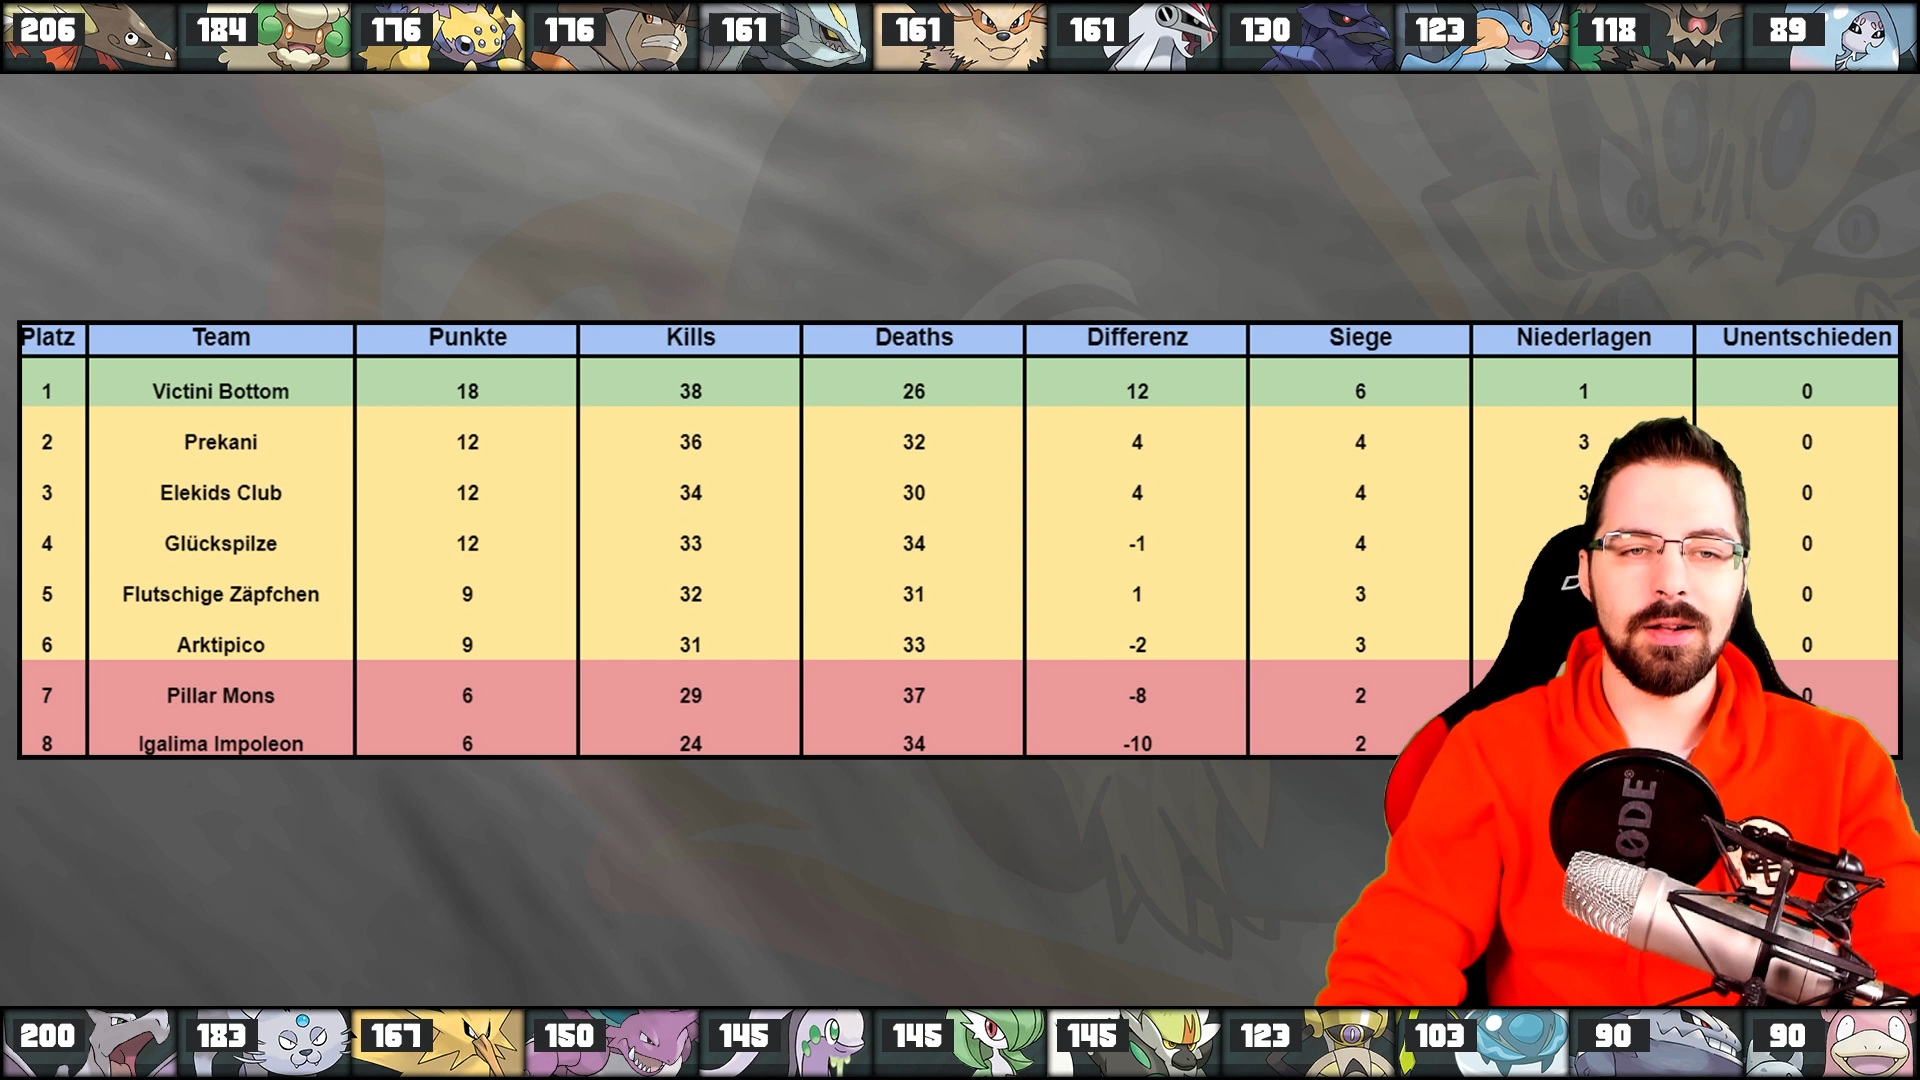 206 184 176 176 161 161 161 130 123 118 89
Platz Team Punkte Kills Deaths Differenz Siege Niederlagen Unentschieden
1 Victini Bottom 18 38 26 12 6 1 0
2 Prekani 12 36 32 4 4 3 0
3 Elekids Club 12 34 30 4 4 3 0
4 Glückspilze 12 33 34 -1 4 0
5 Flutschige Zäpfchen 9 32 31 1 3 0
6 Arktipico 9 31 33 -2 3 0
7 Pillar Mons 6 29 37 -8 2 0
8 Igalima Impoleon 6 24 34 -10 2
RØDE®
200 183 167 150 145 145 145 123 103 90 90